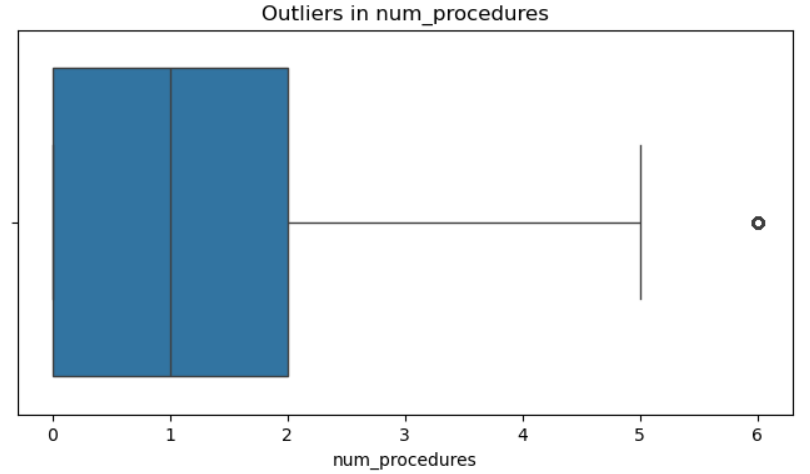 Outliers in num_procedures
0 1 2 3 4 5 6
num_procedures